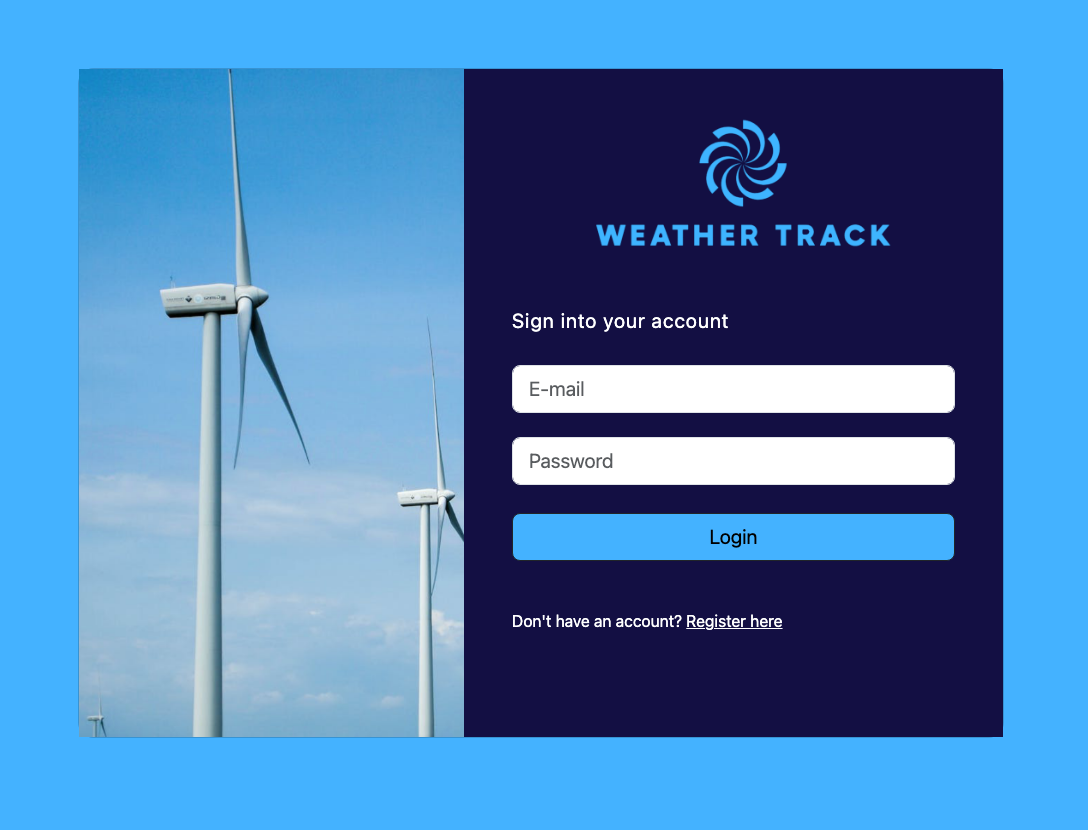 WEATHER TRACK
Sign into your account
E-mail
Password
Login
Don't have an account? Register here